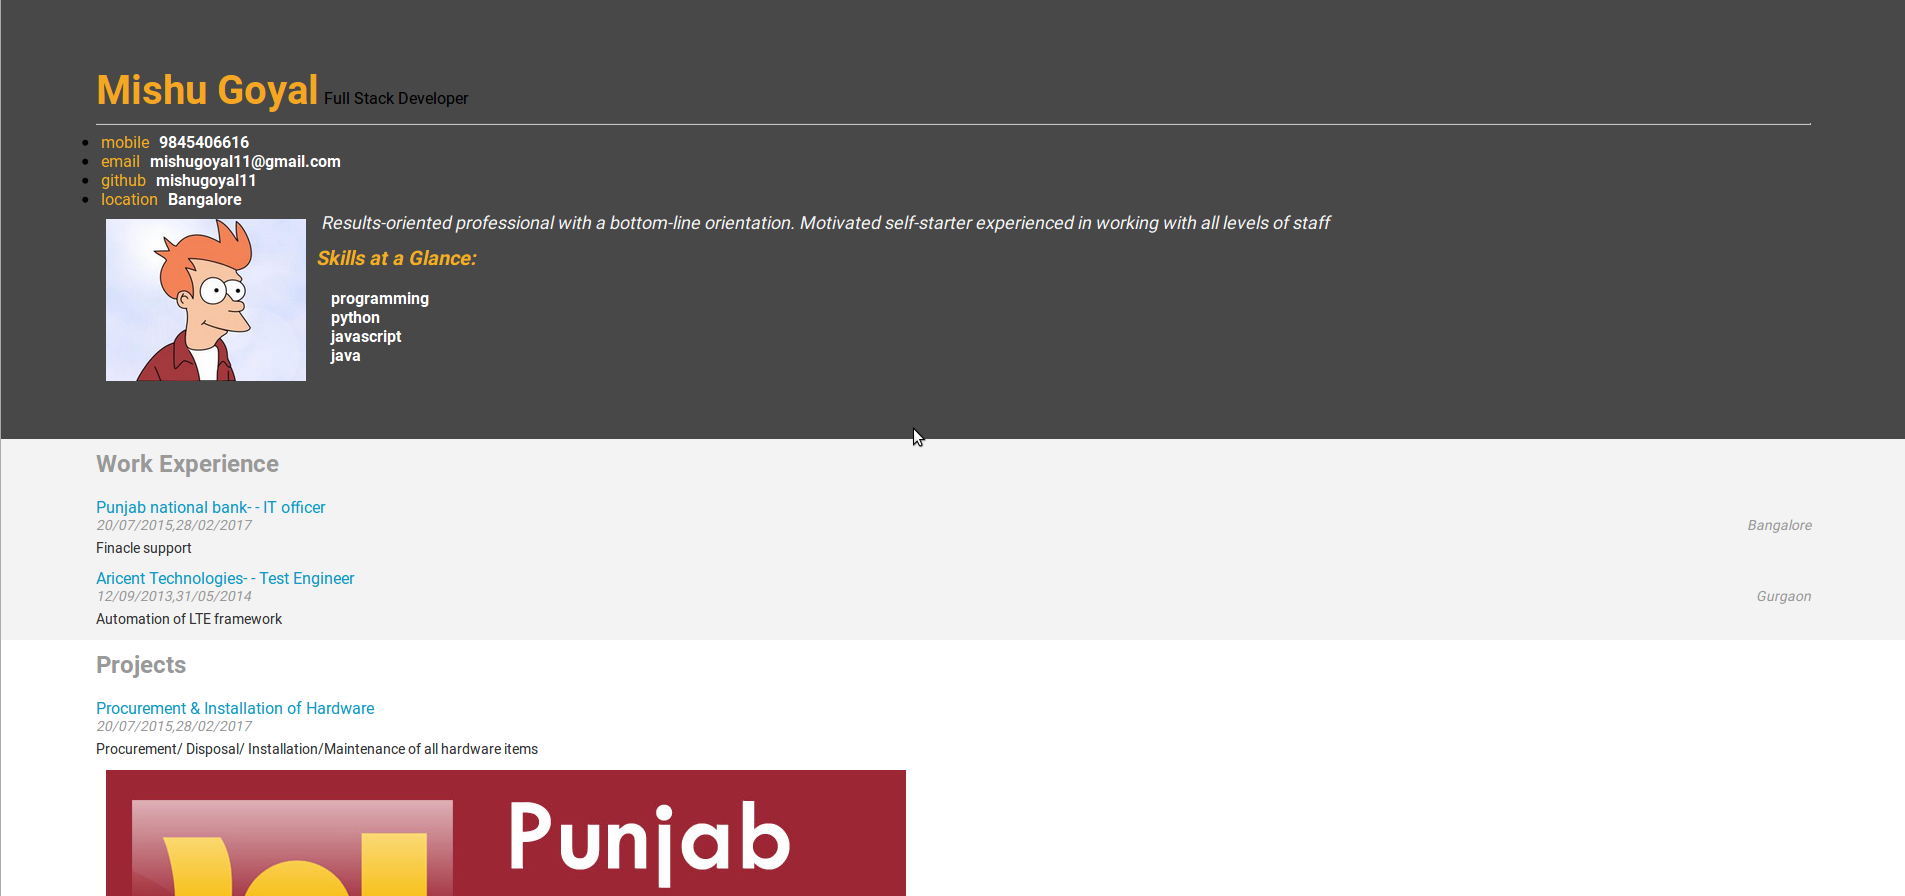 Mishu Goyal Full Stack Developer
mobile 9845406616
email mishugoyal11@gmail.com
github mishugoyal11
location Bangalore
Results-oriented professional with a bottom-line orientation. Motivated self-starter experienced in working with all levels of staff
Skills at a Glance:
programming
python
javascript
java
Work Experience
Punjab national bank- - IT officer
20/07/2015,28/02/2017 Bangalore
Finacle support
Aricent Technologies- - Test Engineer
12/09/2013,31/05/2014 Gurgaon
Automation of LTE framework
Projects
Procurement & Installation of Hardware
20/07/2015,28/02/2017
Procurement/ Disposal/ Installation/Maintenance of all hardware items
Punjab